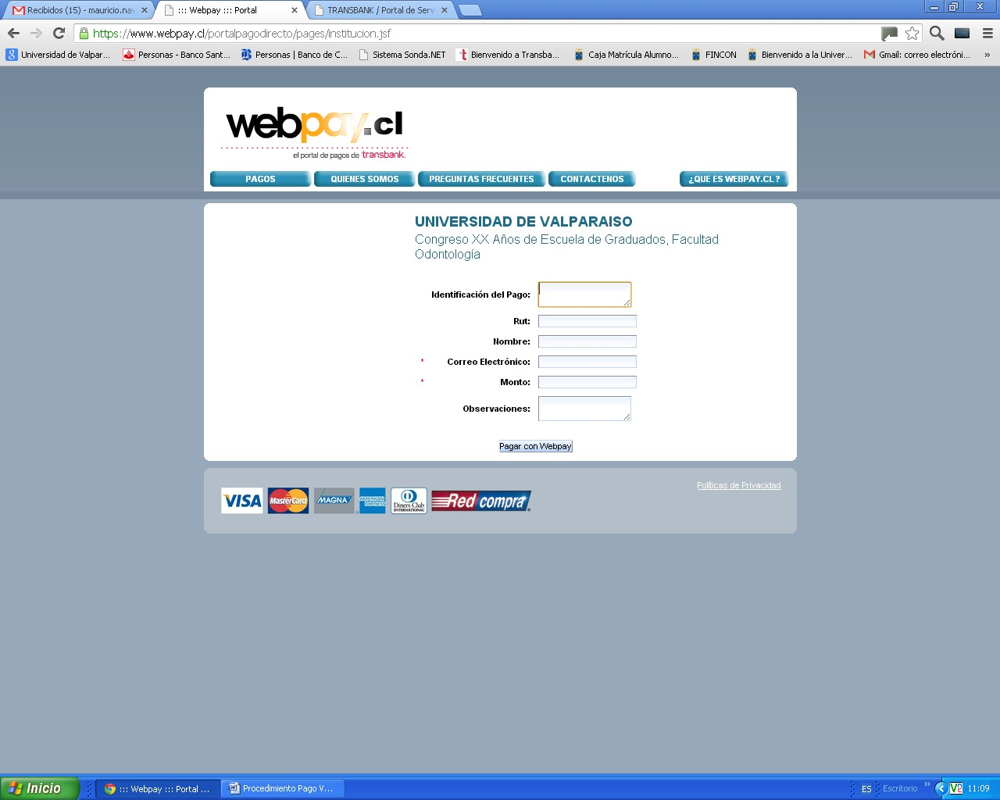 Recibidos (15) - mauricio.nav
::: Webpay ::: Portal
TRANSBANK / Portal de Serv
https://www.webpay.cl/portalpagodirecto/pages/institucion.jsf
Universidad de Valpar...
Personas - Banco Sant...
Personas | Banco de C...
Sistema Sonda.NET
Bienvenido a Transba...
Caja Matrícula Alumno...
FINCON
Bienvenido a la Univer...
Gmail: correo electróni...
»
webpay.cl
el portal de pagos de transbank.
PAGOS
QUIENES SOMOS
PREGUNTAS FRECUENTES
CONTACTENOS
¿QUE ES WEBPAY.CL?
UNIVERSIDAD DE VALPARAISO
Congreso XX Años de Escuela de Graduados, Facultad
Odontología
Identificación del Pago:
Rut:
Nombre:
* Correo Electrónico:
* Monto:
Observaciones:
Pagar con Webpay
Políticas de Privacidad
VISA
MasterCard
MAGNA
AMERICAN EXPRESS
Diners Club
INTERNATIONAL
Redcompra
Inicio
::: Webpay ::: Portal ...
Procedimiento Pago V...
ES
Escritorio
»
11:09